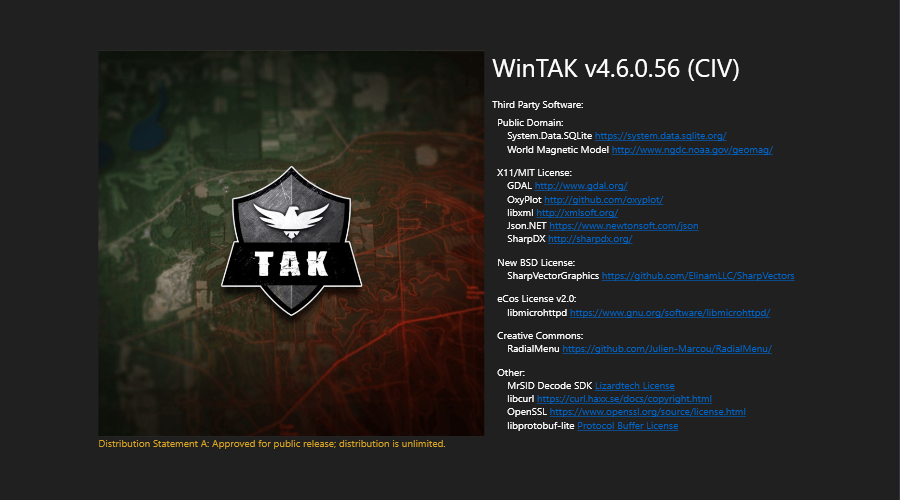 WinTAK v4.6.0.56 (CIV)
Third Party Software:
Public Domain:
System.Data.SQLite https://system.data.sqlite.org/
World Magnetic Model http://www.ngdc.noaa.gov/geomag/
X11/MIT License:
GDAL http://www.gdal.org/
OxyPlot http://github.com/oxyplot/
libxml http://xmlsoft.org/
Json.NET https://www.newtonsoft.com/json
SharpDX http://sharpdx.org/
New BSD License:
SharpVectorGraphics https://github.com/ElinamLLC/SharpVectors
eCos License v2.0:
libmicrohttpd https://www.gnu.org/software/libmicrohttpd/
Creative Commons:
RadialMenu https://github.com/Julien-Marcou/RadialMenu/
Other:
MrSID Decode SDK Lizardtech License
libcurl https://curl.haxx.se/docs/copyright.html
OpenSSL https://www.openssl.org/source/license.html
libprotobuf-lite Protocol Buffer License
TAK
Distribution Statement A: Approved for public release; distribution is unlimited.